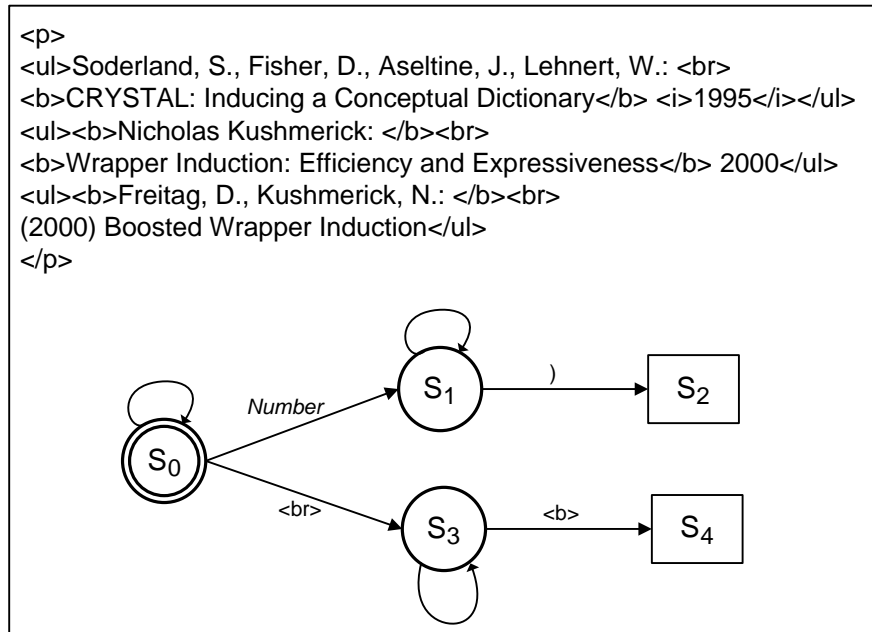 <p>
<ul>Soderland, S., Fisher, D., Aseltine, J., Lehnert, W.: <br>
<b>CRYSTAL: Inducing a Conceptual Dictionary</b> <i>1995</i></ul>
<ul><b>Nicholas Kushmerick: </b><br>
<b>Wrapper Induction: Efficiency and Expressiveness</b> 2000</ul>
<ul><b>Freitag, D., Kushmerick, N.: </b><br>
(2000) Boosted Wrapper Induction</ul>
</p>
S0
Number
S1
)
S2
<br>
S3
<b>
S4